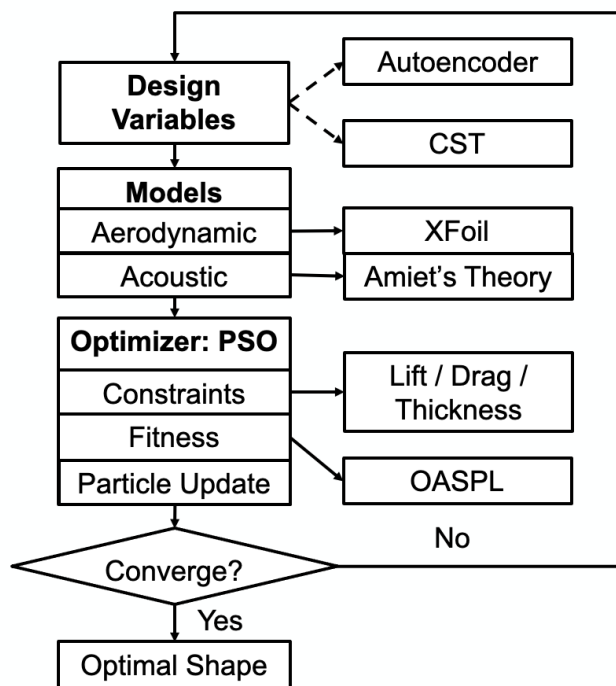 Design
Variables
Autoencoder
CST
Models
Aerodynamic
XFoil
Acoustic
Amiet's Theory
Optimizer: PSO
Constraints
Lift / Drag /
Thickness
Fitness
OASPL
Particle Update
Converge?
No
Yes
Optimal Shape